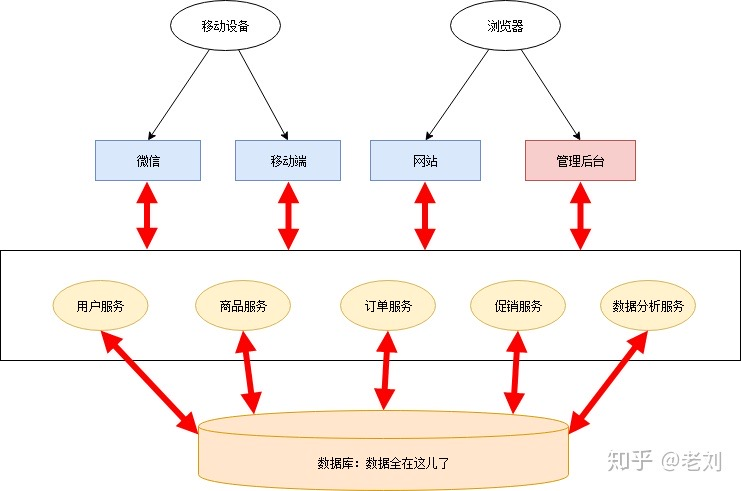 移动设备
浏览器
微信
移动端
网站
管理后台
用户服务
商品服务
订单服务
促销服务
数据分析服务
数据库：数据全在这儿了
知乎 @老刘